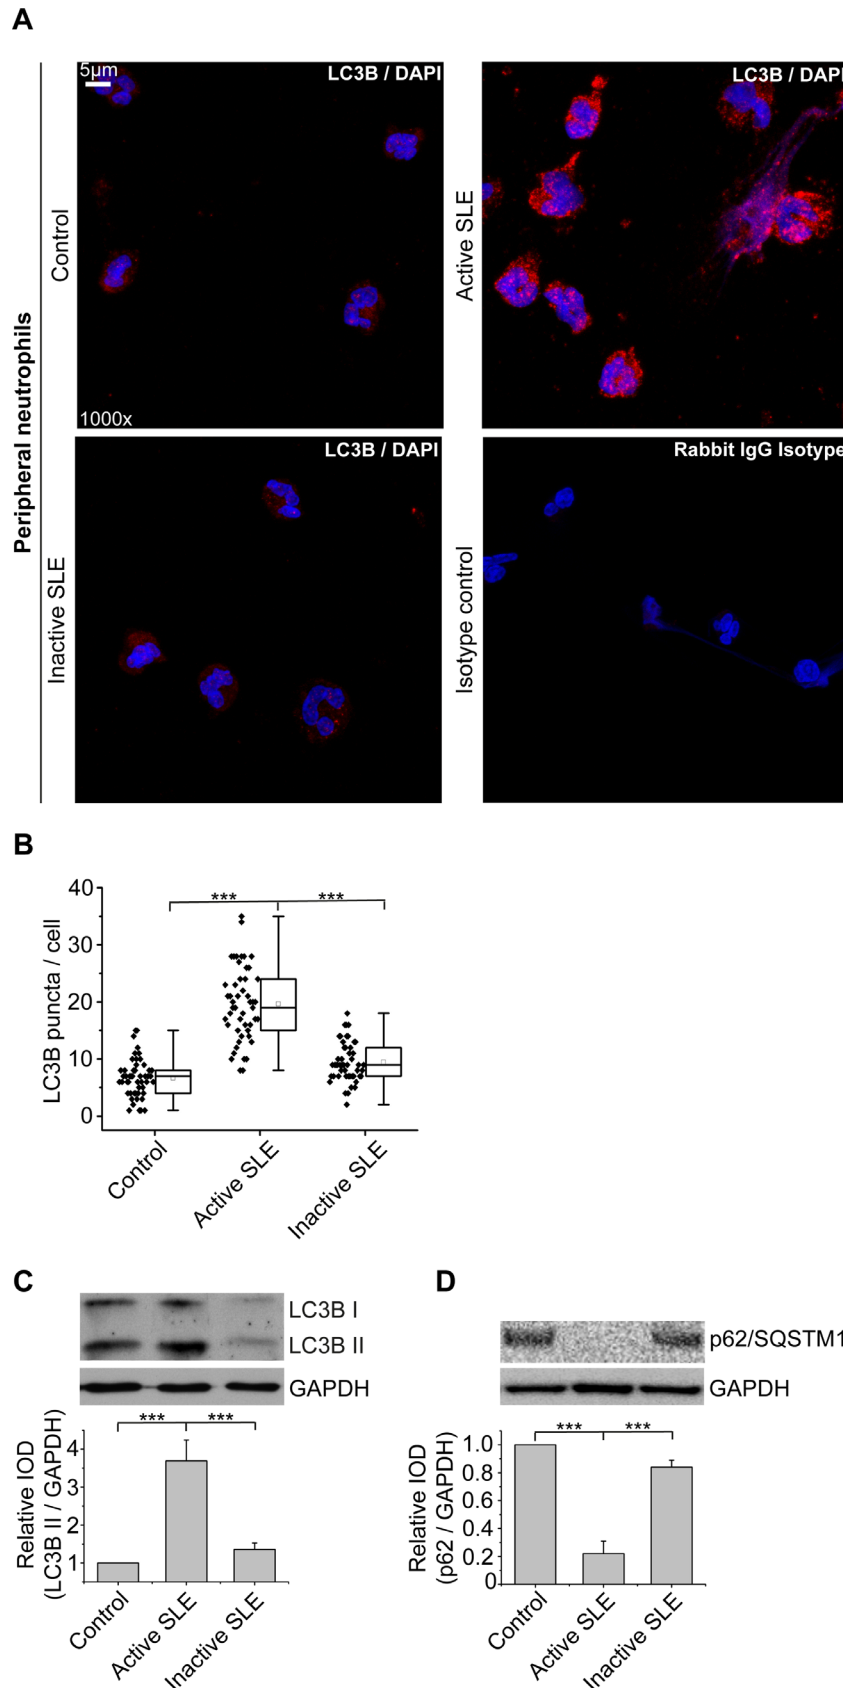 A
Peripheral neutrophils
Control
5μm
LC3B / DAPI
1000x
Active SLE
LC3B / DAPI
Inactive SLE
LC3B / DAPI
Isotype control
Rabbit IgG Isotype
B
LC3B puncta / cell
40
30
20
10
0
***
***
Control
Active SLE
Inactive SLE
C
LC3B I
LC3B II
GAPDH
Relative IOD
(LC3B II / GAPDH)
4
3
2
1
***
***
Control
Active SLE
Inactive SLE
D
p62/SQSTM1
GAPDH
Relative IOD
(p62 / GAPDH)
1.0
0.8
0.6
0.4
0.2
0
***
***
Control
Active SLE
Inactive SLE